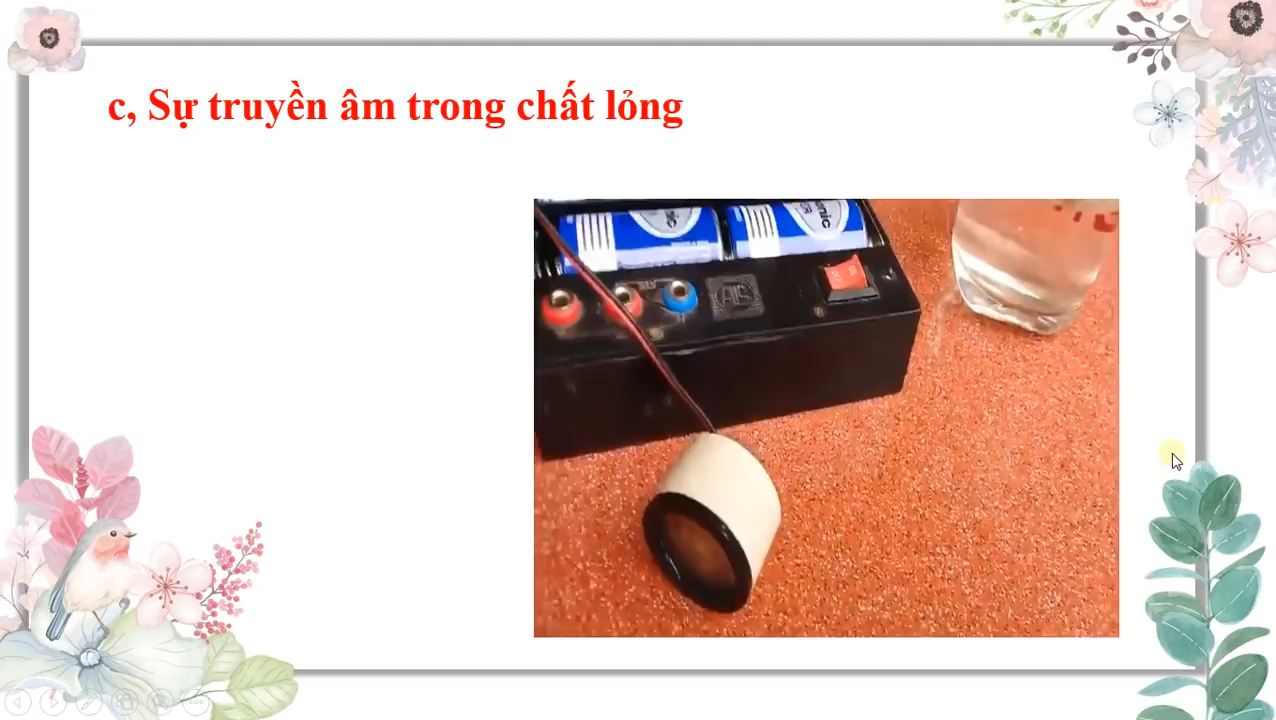 c, Sự truyền âm trong chất lỏng